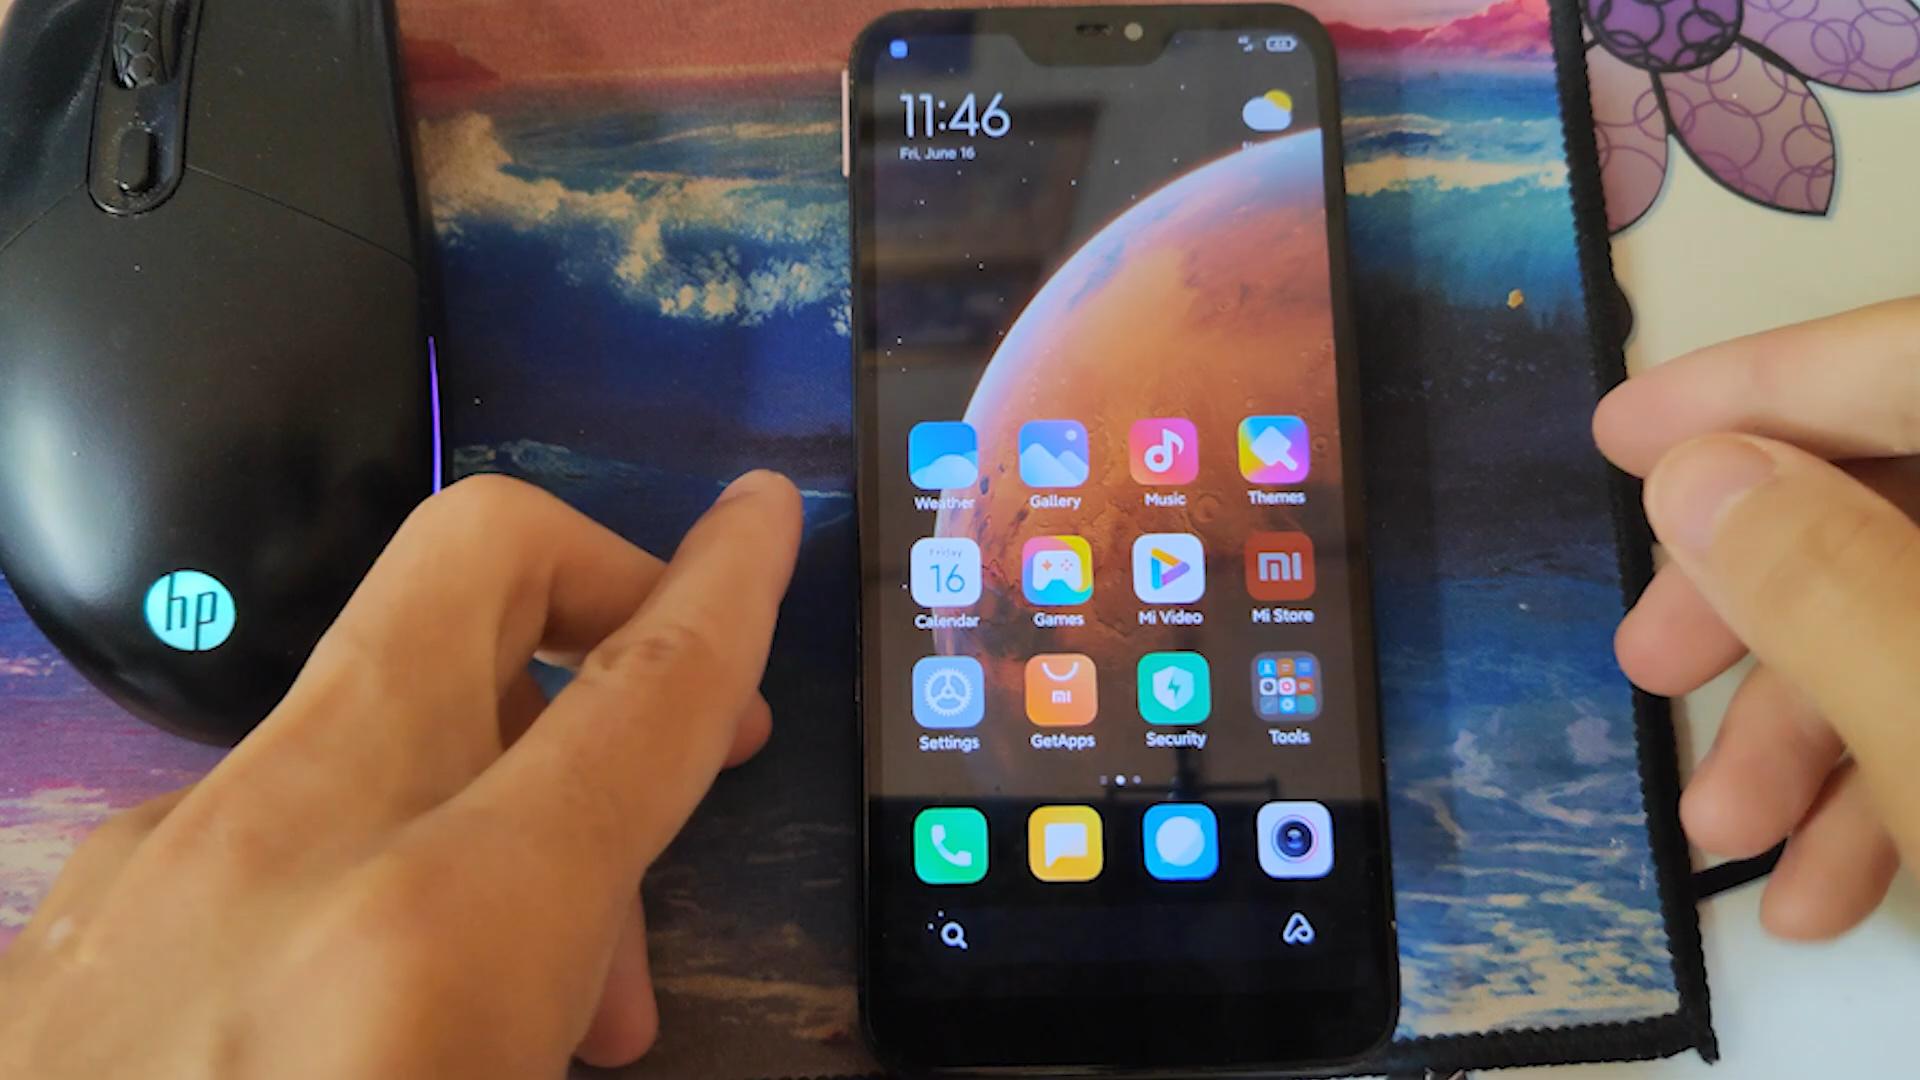 11:46
Fri, June 16
Weather
Gallery
Music
Themes
Friday
16
Calendar
Games
Mi Video
mi
Mi Store
Settings
mi
GetApps
Security
Tools
hp